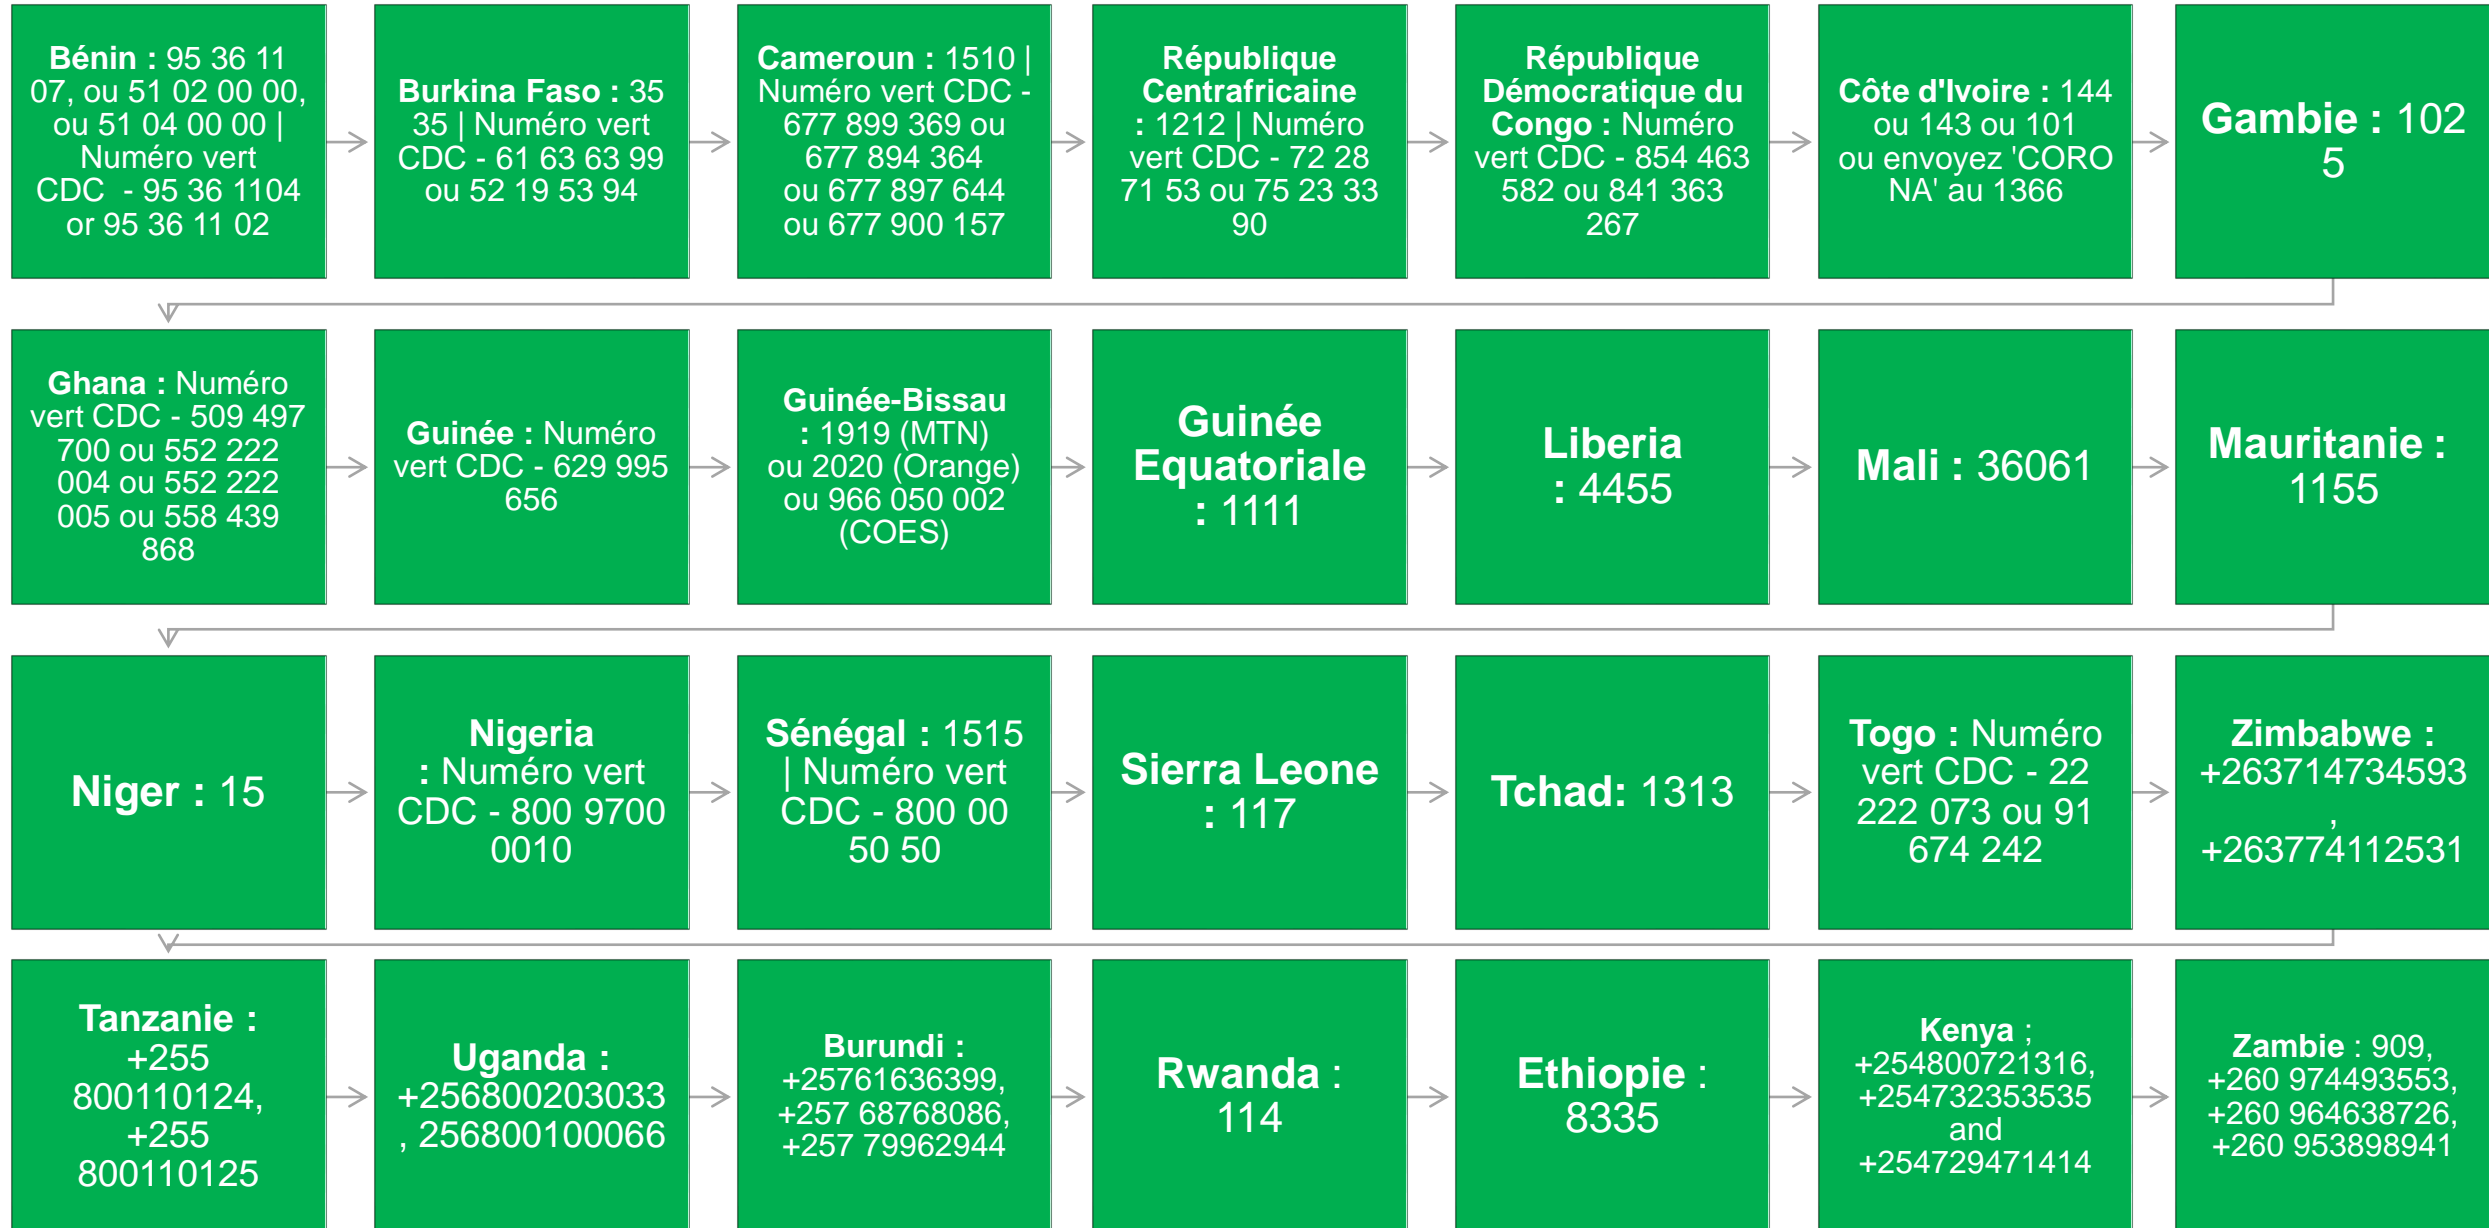 Bénin : 95 36 11
07, ou 51 02 00 00,
ou 51 04 00 00 |
Numéro vert
CDC - 95 36 1104
or 95 36 11 02
Burkina Faso : 35
35 | Numéro vert
CDC - 61 63 63 99
ou 52 19 53 94
Cameroun : 1510 |
Numéro vert CDC -
677 899 369 ou
677 894 364
ou 677 897 644
ou 677 900 157
République
Centrafricaine
: 1212 | Numéro
vert CDC - 72 28
71 53 ou 75 23 33
90
République
Démocratique du
Congo : Numéro
vert CDC - 854 463
582 ou 841 363
267
Côte d'Ivoire : 144
ou 143 ou 101
ou envoyez 'CORO
NA' au 1366
Gambie : 102
5
Ghana : Numéro
vert CDC - 509 497
700 ou 552 222
004 ou 552 222
005 ou 558 439
868
Guinée : Numéro
vert CDC - 629 995
656
Guinée-Bissau
: 1919 (MTN)
ou 2020 (Orange)
ou 966 050 002
(COES)
Guinée
Equatoriale
: 1111
Liberia
: 4455
Mali : 36061
Mauritanie :
1155
Niger : 15
Nigeria
: Numéro vert
CDC - 800 9700
0010
Sénégal : 1515
| Numéro vert
CDC - 800 00
50 50
Sierra Leone
: 117
Tchad: 1313
Togo : Numéro
vert CDC - 22
222 073 ou 91
674 242
Zimbabwe :
+263714734593
,
+263774112531
Tanzanie :
+255
800110124,
+255
800110125
Uganda :
+256800203033
, 256800100066
Burundi :
+25761636399,
+257 68768086,
+257 79962944
Rwanda :
114
Ethiopie :
8335
Kenya ;
+254800721316,
+254732353535
and
+254729471414
Zambie : 909,
+260 974493553,
+260 964638726,
+260 953898941